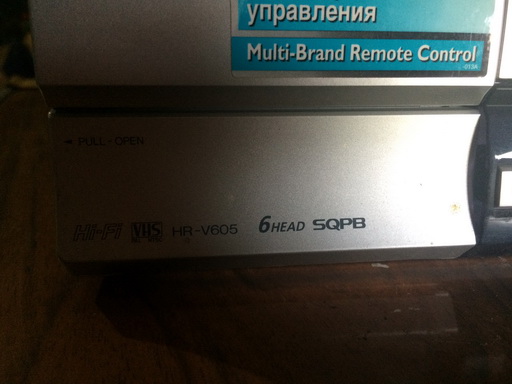 управления
Multi-Brand Remote Control
PULL • OPEN
Hi-Fi VHS HR-V605 6HEAD SQPB